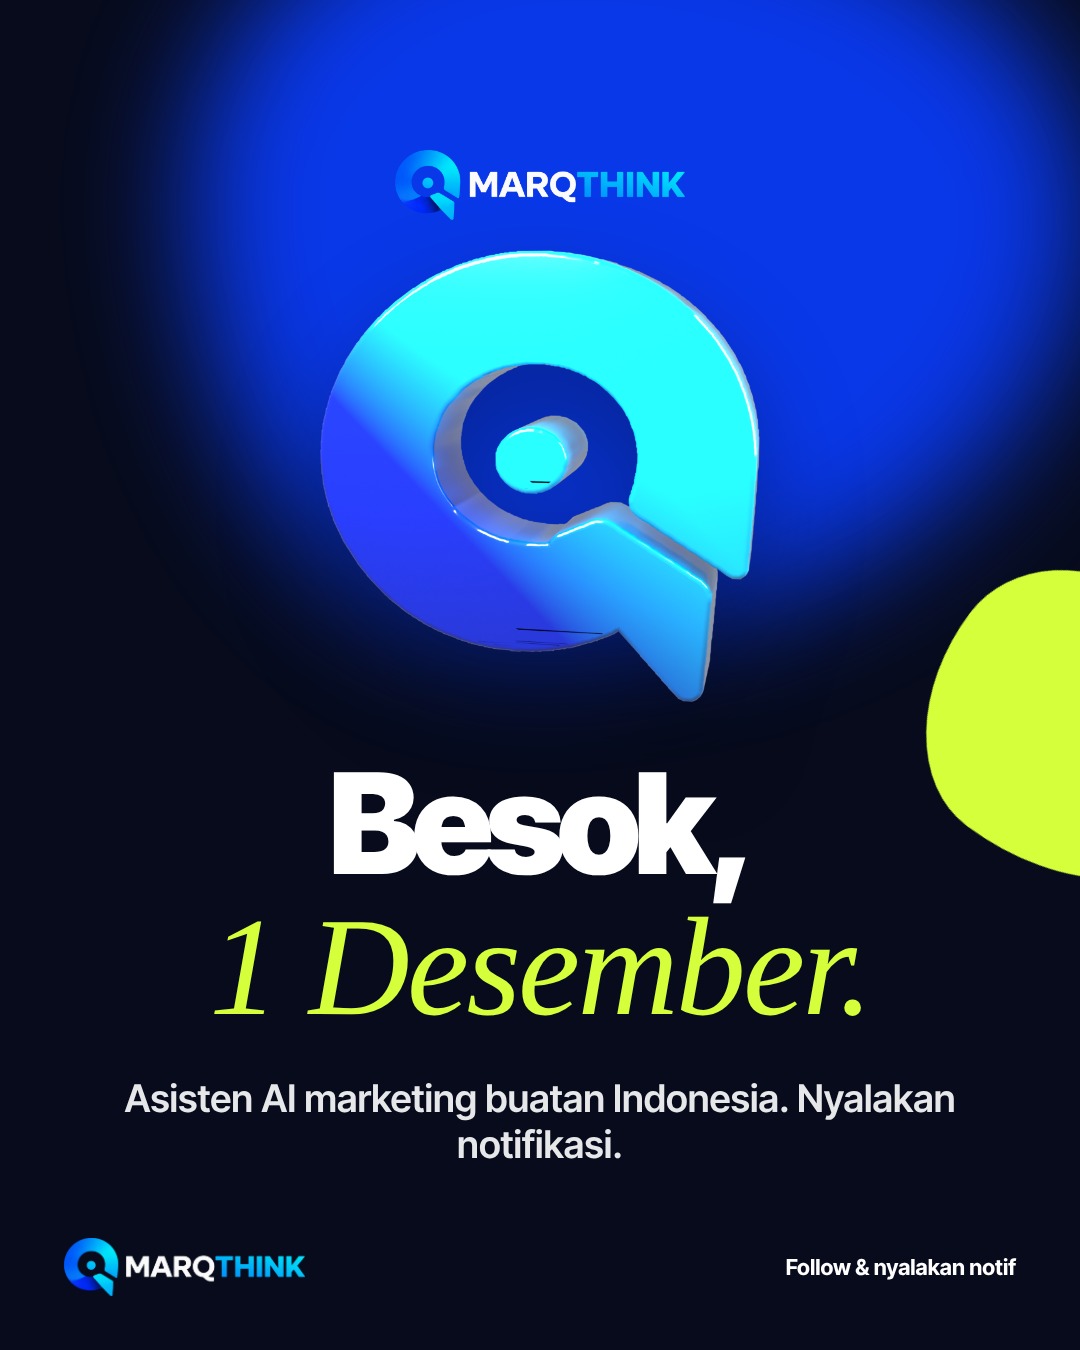 MARQTHINK
Besok,
1 Desember.
Asisten AI marketing buatan Indonesia. Nyalakan
notifikasi.
MARQTHINK
Follow & nyalakan notif